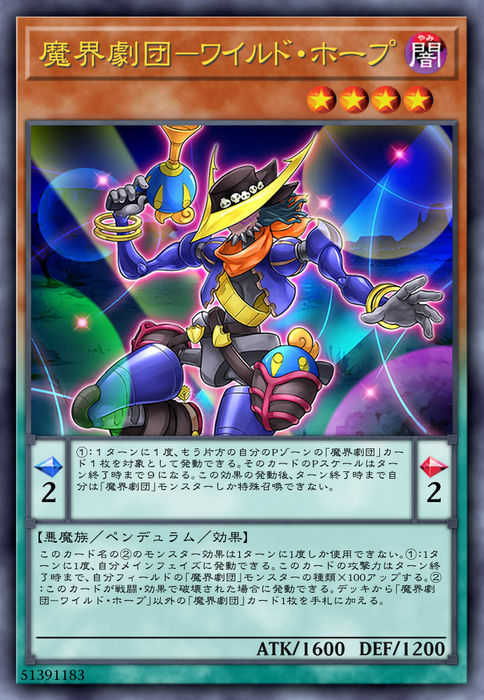 魔界劇団－ワイルド・ホープ
やみ
闇
①：１ターンに１度、もう片方の自分のPゾーンの「魔界劇団」カー
ド１枚を対象として発動できる。そのカードのPスケールはター
ン終了時まで９になる。この効果の発動後、ターン終了時まで自
分は「魔界劇団」モンスターしか特殊召喚できない。
2
2
【悪魔族／ペンデュラム／効果】
このカード名の②のモンスター効果は1ターンに1度しか使用できない。①：1タ
ーンに1度、自分メインフェイズに発動できる。このカードの攻撃力はターン終
了時まで、自分フィールドの「魔界劇団」モンスターの種類×100アップする。②
：このカードが戦闘・効果で破壊された場合に発動できる。デッキから「魔界劇
団－ワイルド・ホープ」以外の「魔界劇団」カード1枚を手札に加える。
ATK/1600 DEF/1200
51391183